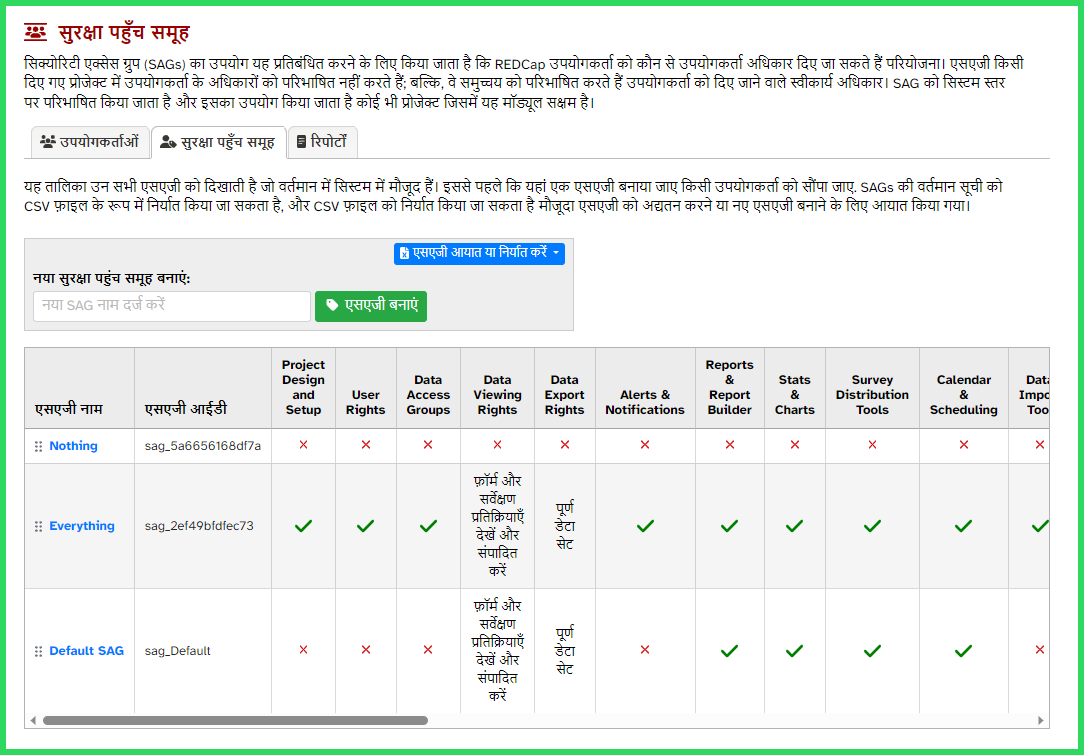 सुरक्षा पहुँच समूह
सिक्योरिटी एक्सेस ग्रुप (SAGs) का उपयोग यह प्रतिबंधित करने के लिए किया जाता है कि REDCap उपयोगकर्ता को कौन से उपयोगकर्ता अधिकार दिए जा सकते हैं परियोजना। एसएजी किसी
दिए गए प्रोजेक्ट में उपयोगकर्ता के अधिकारों को परिभाषित नहीं करते हैं; बल्कि, वे समुच्चय को परिभाषित करते हैं उपयोगकर्ता को दिए जाने वाले स्वीकार्य अधिकार। SAG को सिस्टम स्तर
पर परिभाषित किया जाता है और इसका उपयोग किया जाता है कोई भी प्रोजेक्ट जिसमें यह मॉड्यूल सक्षम है।
उपयोगकर्ताओं सुरक्षा पहुँच समूह रिपोर्टों
यह तालिका उन सभी एसएजी को दिखाती है जो वर्तमान में सिस्टम में मौजूद हैं। इससे पहले कि यहां एक एसएजी बनाया जाए किसी उपयोगकर्ता को सौंपा जाए. SAGs की वर्तमान सूची को
CSV फ़ाइल के रूप में निर्यात किया जा सकता है, और CSV फ़ाइल को निर्यात किया जा सकता है मौजूदा एसएजी को अद्यतन करने या नए एसएजी बनाने के लिए आयात किया गया।
एसएजी आयात या निर्यात करें
नया सुरक्षा पहुंच समूह बनाएं:
नया SAG नाम दर्ज करें एसएजी बनाएं
एसएजी नाम
एसएजी आईडी
Project
Design
and
Setup
User
Rights
Data
Access
Groups
Data
Viewing
Rights
Data
Export
Rights
Alerts &
Notifications
Reports
&
Report
Builder
Stats
&
Charts
Survey
Distribution
Tools
Calendar
&
Scheduling
Data
Nothing sag_5a6656168df7a
Everything sag_2ef49bfdfec73
फ़ॉर्म और
सर्वेक्षण
प्रतिक्रियाएँ
देखें और
संपादित
करें
पूर्ण
डेटा
सेट
Default SAG sag_Default
फ़ॉर्म और
सर्वेक्षण
प्रतिक्रियाएँ
देखें और
संपादित
करें
पूर्ण
डेटा
सेट